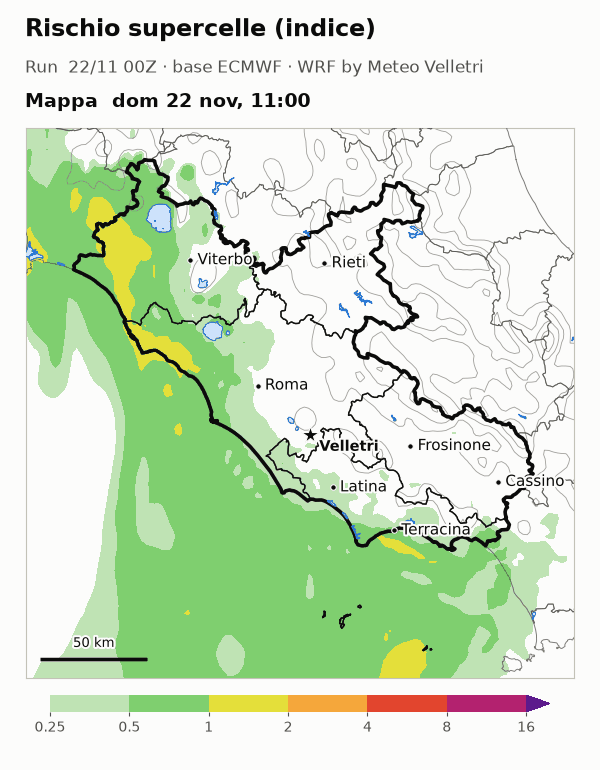 Rischio supercelle (indice)
Run  22/11 00Z · base ECMWF · WRF by Meteo Velletri
Mappa  dom 22 nov, 11:00
Viterbo
Rieti
Roma
Velletri
Frosinone
Cassino
Latina
Terracina
50 km
0.25 0.5 1 2 4 8 16